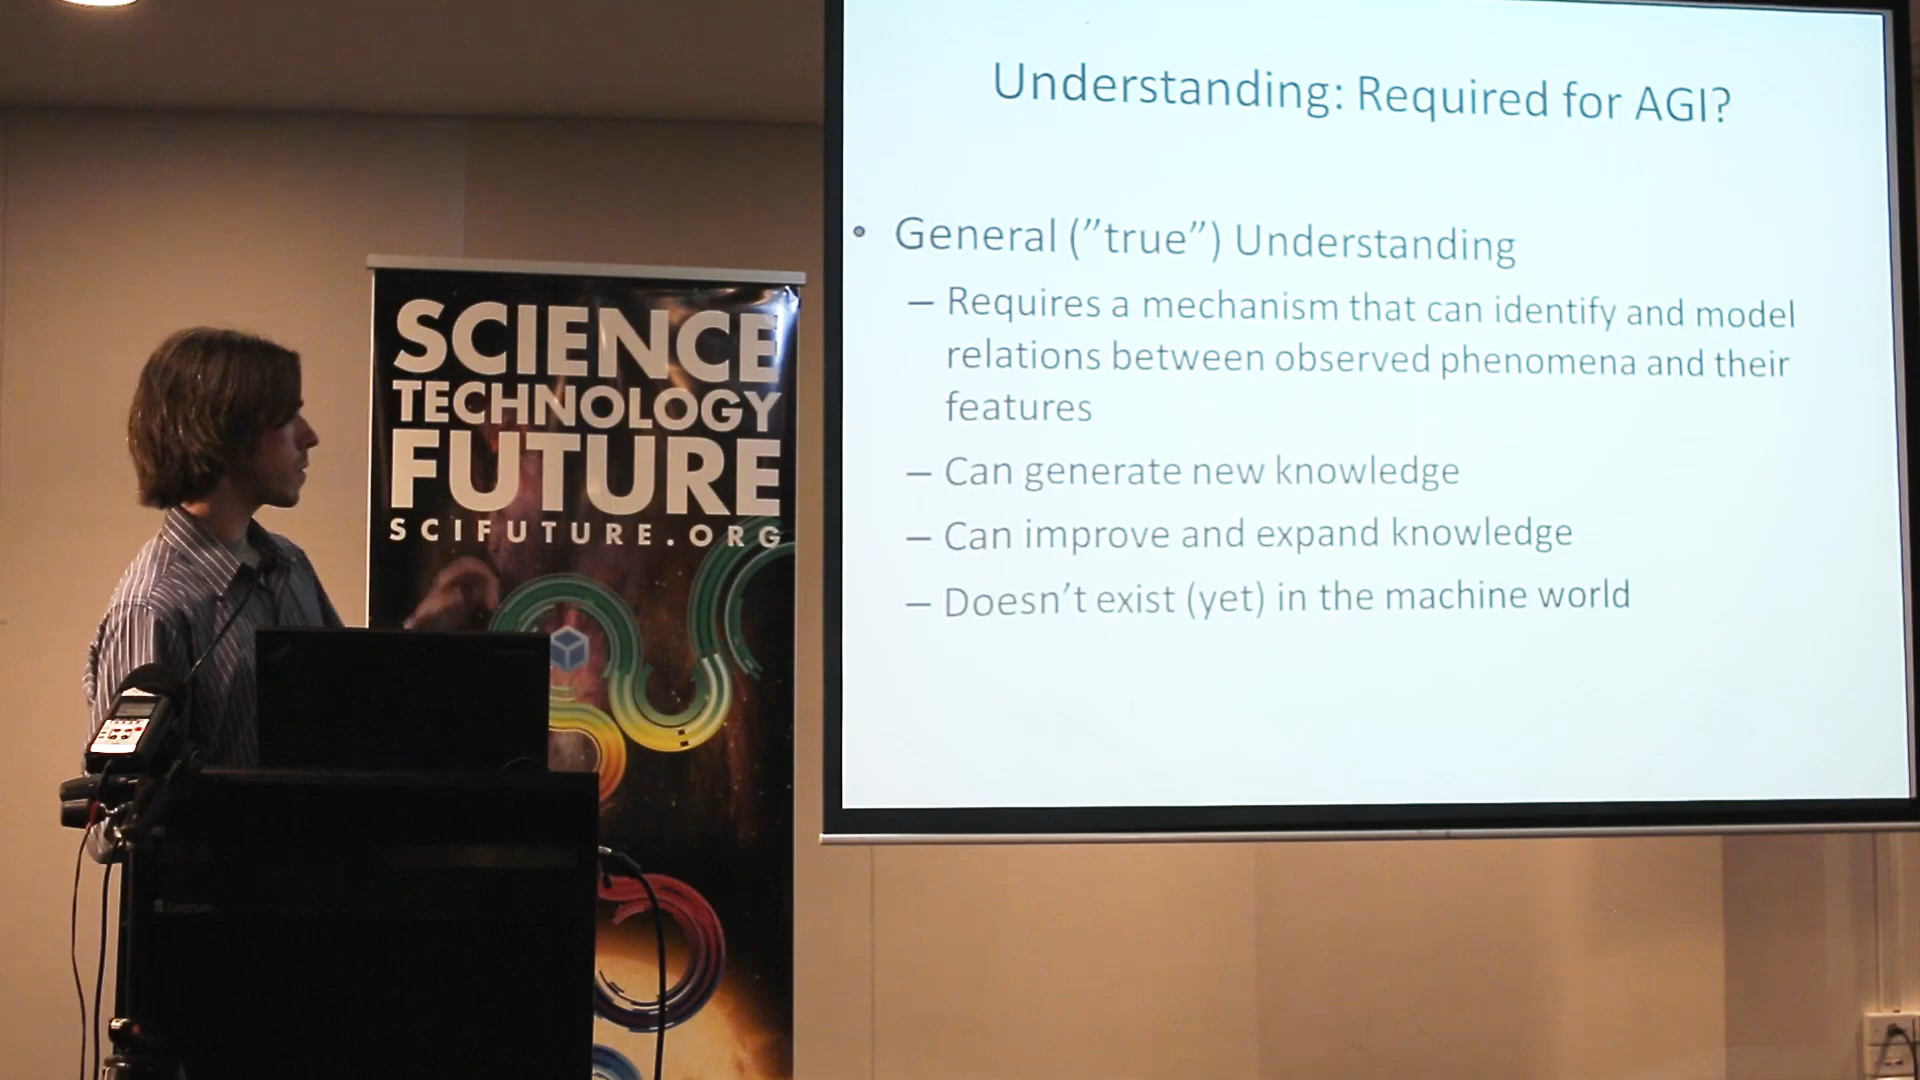 Understanding: Required for AGI?
• General (”true”) Understanding
– Requires a mechanism that can identify and model
relations between observed phenomena and their
features
– Can generate new knowledge
– Can improve and expand knowledge
– Doesn’t exist (yet) in the machine world
SCIENCE
TECHNOLOGY
FUTURE
SCIFUTURE.ORG